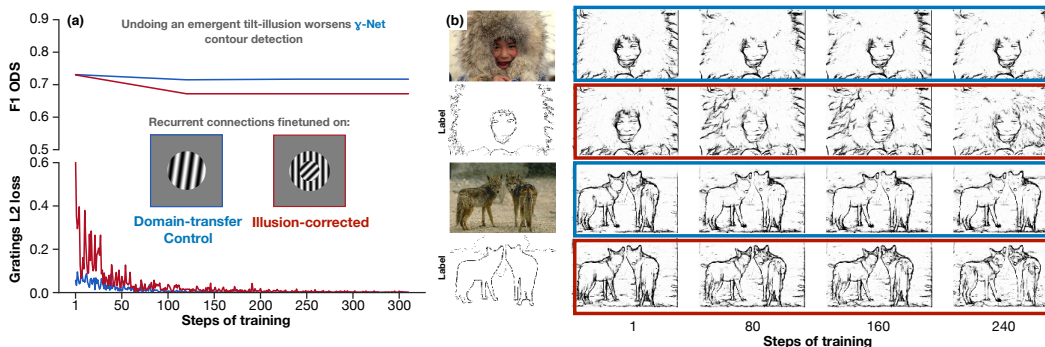 (a)
Undoing an emergent tilt-illusion worsens γ-Net
contour detection
F1 ODS
0.9
0.8
0.7
0.6
0.5
Recurrent connections finetuned on:
Domain-transfer
Control
Illusion-corrected
Gratings L2 loss
0.6
0.4
0.2
0.0
1 50 100 150 200 250 300
Steps of training
(b)
Label
Label
1 80 160 240
Steps of training